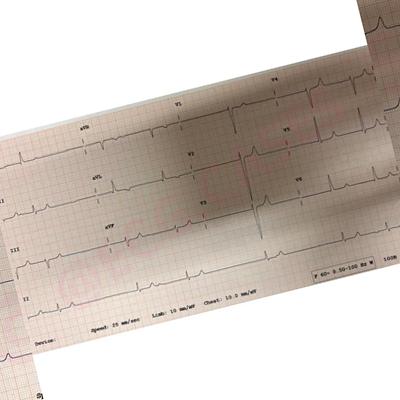 aVR V1 V4
II aVL V2 V5
III aVF V3 V6
II
Device: Speed: 25 mm/sec Limb: 10 mm/mV Chest: 10.0 mm/mV F 60~ 0.50-100 Hz W 100B